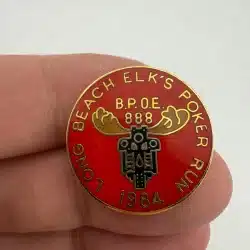 LONG BEACH ELK'S POKER RUN
B.P.O.E.
888
1984